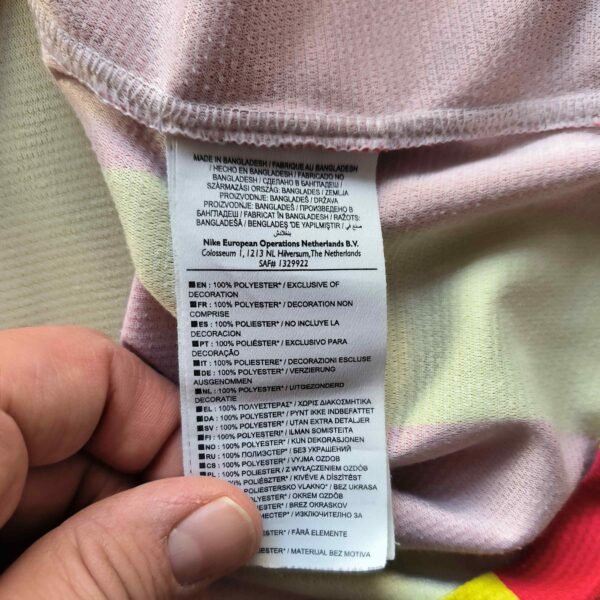 MADE IN BANGLADESH / FABRIQUE AU BANGLADESH
/ HECHO EN BANGLADESH / FABRICADO NO
BANGLADESH / СДЕЛАНО В БАНГЛАДЕШ /
SZÁRMAZÁSI ORSZÁG: BANGLADES / ZEMLJA
PROIZVODNJE: BANGLADEŠ / DRŽAVA
PROIZVODNJE: BANGLADEŠ / ПРОИЗВЕДЕНО В
БАНГЛАДЕШ / FABRICAT ÎN BANGLADESH / RAŽOTS:
BANGLADEŠĀ / BENGLADEŞ 'DE YAPILMIŞTIR / صنع في
بنغلادش
Nike European Operations Netherlands B.V.
Colosseum 1, 1213 NL Hilversum, The Netherlands
SAF# 1329922
EN : 100% POLYESTER* / EXCLUSIVE OF
DECORATION
FR : 100% POLYESTER* / DECORATION NON
COMPRISE
ES : 100% POLYESTER* / NO INCLUYE LA
DECORACION
PT : 100% POLIÉSTER* / EXCLUSIVO PARA
DECORAÇÃO
IT : 100% POLIESTERE* / DECORAZIONI ESCLUSE
DE : 100% POLYESTER* / VERZIERUNG
AUSGENOMMEN
NL : 100% POLYESTER* / UITGEZONDERD
DECORATIE
EL : 100% ΠΟΛΥΕΣΤΕΡΑΣ* / ΧΩΡΙΣ ΔΙΑΚΟΣΜΗΤΙΚΑ
DA : 100% POLYESTER* / PYNT IKKE INDBEFATTET
SV : 100% POLYESTER* / UTAN EXTRA DETALJER
FI : 100% POLYESTERI* / ILMAN SOMISTEITA
NO : 100% POLYESTER* / KUN DEKORASJONEN
RU : 100% ПОЛИЭСТЕР* / БЕЗ УКРАШЕНИЙ
CS : 100% POLYESTER* / VYJMA OZDOB
PL : 100% POLIESTER* / Z WYŁĄCZENIEM OZDÓB
100% POLIÉSZTER* / KIVÉVE A DÍSZÍTÉST
POLIESTERSKO VLAKNO* / BEZ UKRASA
* / OKREM OZDÔB
* / BREZ OKRASKOV
* / ИЗКЛЮЧИТЕЛНО ЗА
* / FĂRĂ ELEMENTE
* / MATERIJAL BEZ MOTIVA